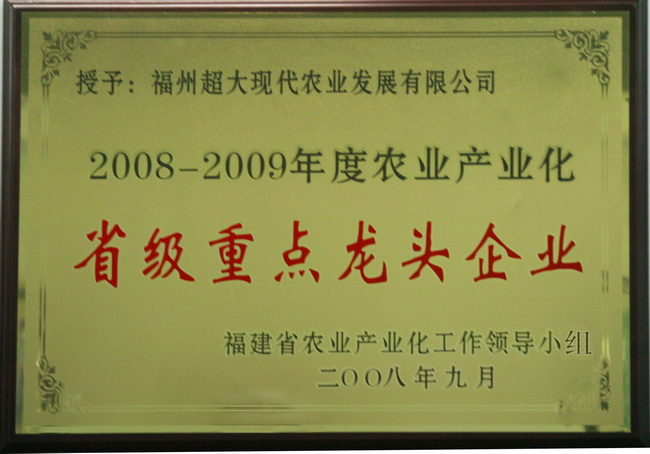 授予：福州超大现代农业发展有限公司
2008-2009年度农业产业化
省级重点龙头企业
福建省农业产业化工作领导小组
二〇〇八年九月